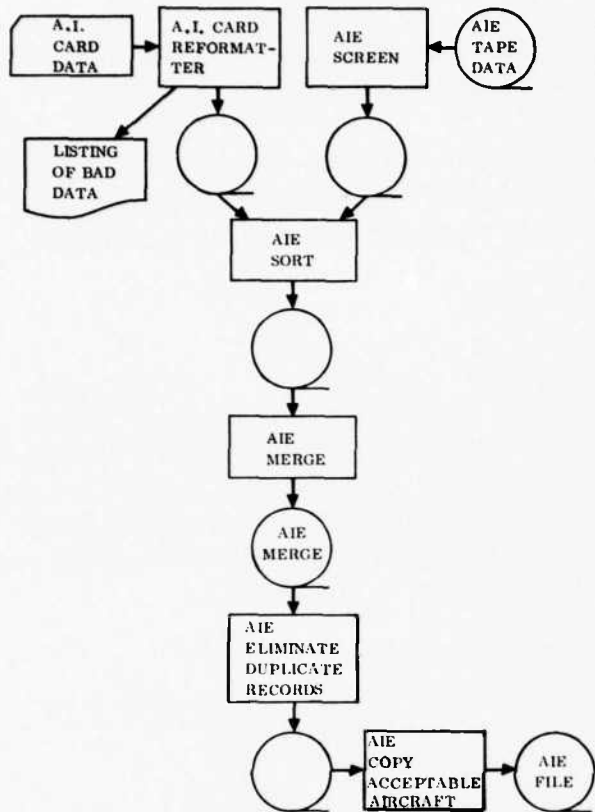 A.I.
CARD
DATA
A.I. CARD
REFORMAT-
TER
AIE
SCREEN
AIE
TAPE
DATA
LISTING
OF BAD
DATA
AIE
SORT
AIE
MERGE
AIE
MERGE
AIE
ELIMINATE
DUPLICATE
RECORDS
AIE
COPY
ACCEPTABLE
AIRCRAFT
AIE
FILE